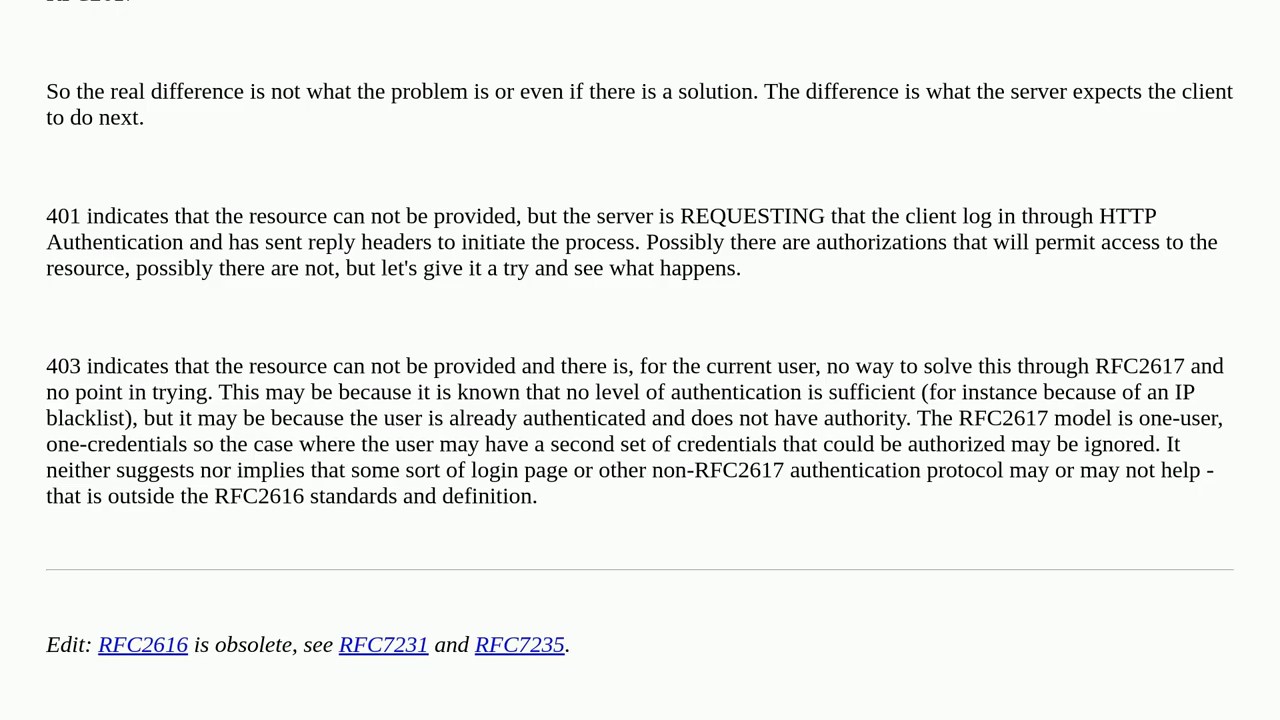 So the real difference is not what the problem is or even if there is a solution. The difference is what the server expects the client
to do next.
401 indicates that the resource can not be provided, but the server is REQUESTING that the client log in through HTTP
Authentication and has sent reply headers to initiate the process. Possibly there are authorizations that will permit access to the
resource, possibly there are not, but let's give it a try and see what happens.
403 indicates that the resource can not be provided and there is, for the current user, no way to solve this through RFC2617 and
no point in trying. This may be because it is known that no level of authentication is sufficient (for instance because of an IP
blacklist), but it may be because the user is already authenticated and does not have authority. The RFC2617 model is one-user,
one-credentials so the case where the user may have a second set of credentials that could be authorized may be ignored. It
neither suggests nor implies that some sort of login page or other non-RFC2617 authentication protocol may or may not help -
that is outside the RFC2616 standards and definition.
Edit: RFC2616 is obsolete, see RFC7231 and RFC7235.